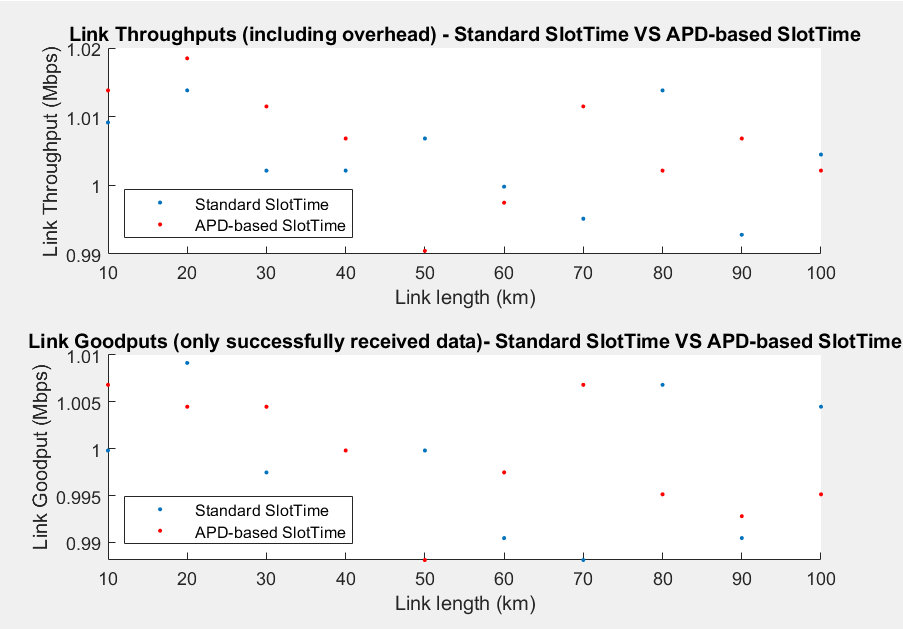 Link Throughputs (including overhead) - Standard SlotTime VS APD-based SlotTime
Link Throughput (Mbps)
1.02
1.01
1
0.99
Standard SlotTime
APD-based SlotTime
10 20 30 40 50 60 70 80 90 100
Link length (km)
Link Goodputs (only successfully received data)- Standard SlotTime VS APD-based SlotTime
Link Goodput (Mbps)
1.01
1.005
1
0.995
0.99
Standard SlotTime
APD-based SlotTime
10 20 30 40 50 60 70 80 90 100
Link length (km)